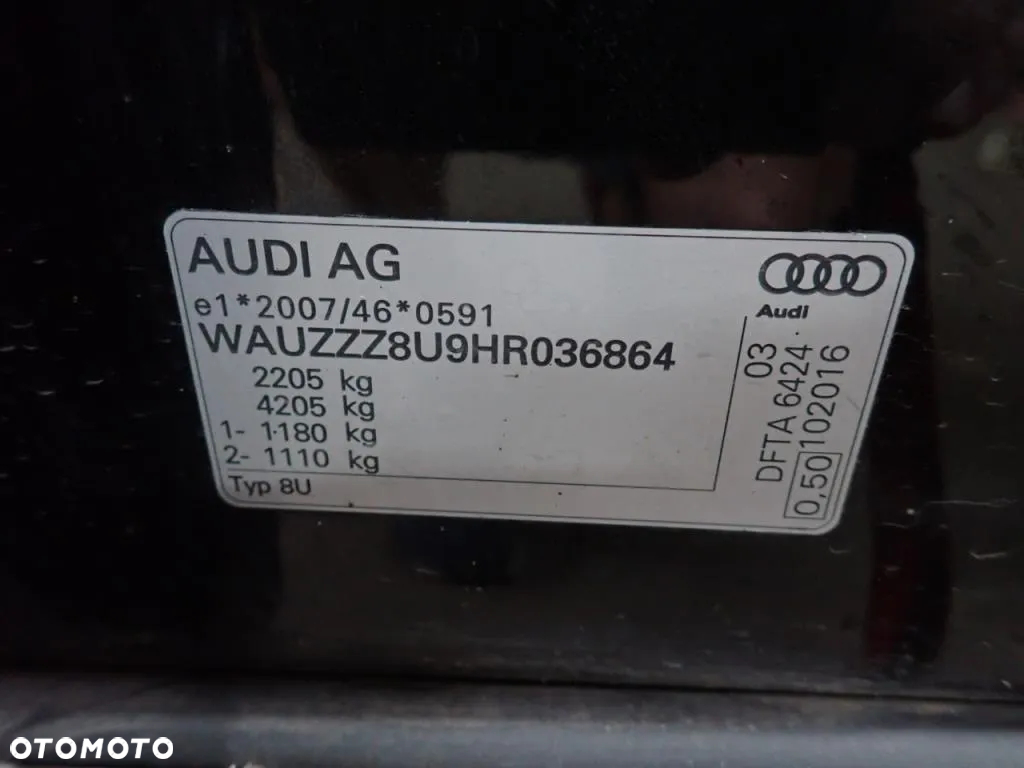 AUDI AG
e1*2007/46*0591
WAUZZZ8U9HR036864
2205 kg
4205 kg
1- 1180 kg
2- 1110 kg
Typ 8U
Audi
03
DFTA 6424
0,50 102016
OTOMOTO